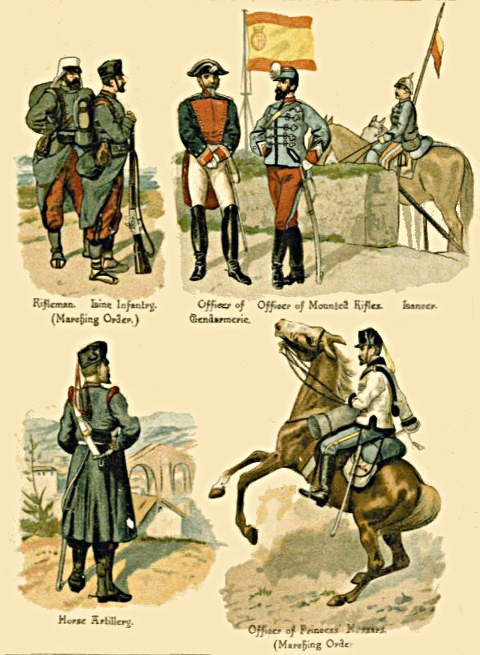 Rifleman. Line Infantry.
(Marching Order.)
Officer of Gendarmerie.
Officer of Mounted Rifles.
Lancer.
Horse Artillery.
Officer of Princess' Hussars.
(Marching Order